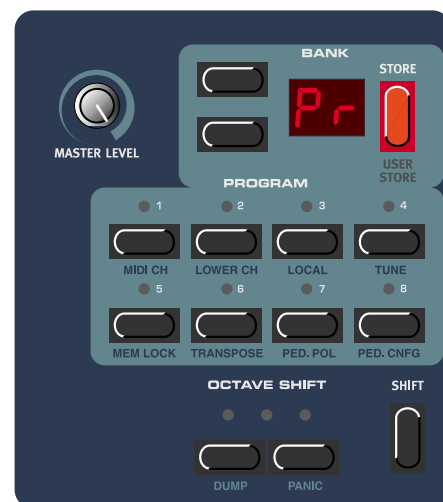 BANK
STORE
Pr
MASTER LEVEL
USER
STORE
PROGRAM
1 2 3 4
MIDI CH LOWER CH LOCAL TUNE
5 6 7 8
MEM LOCK TRANSPOSE PED. POL PED. CNFG
OCTAVE SHIFT
SHIFT
DUMP PANIC